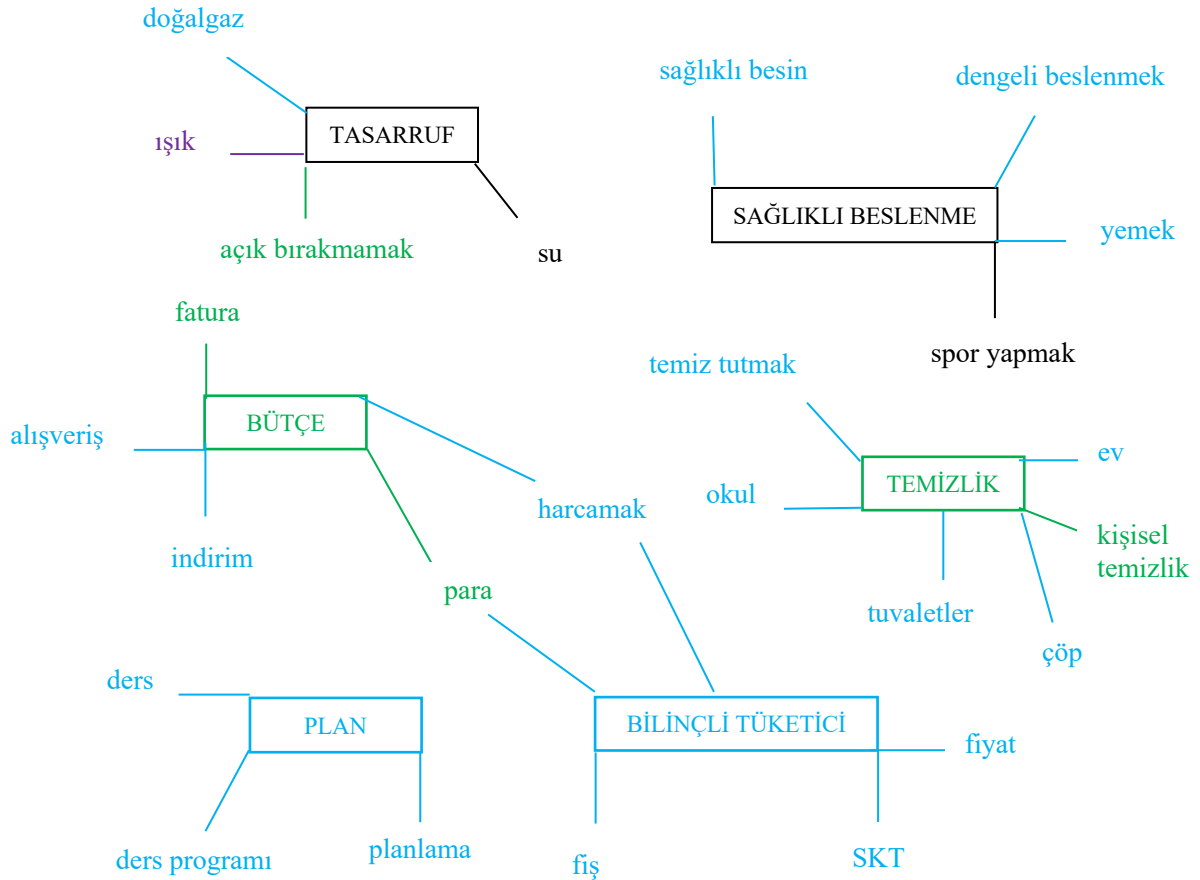 doğalgaz
sağlıklı besin
dengeli beslenmek
TASARRUF
ışık
SAĞLIKLI BESLENME
yemek
açık bırakmamak
su
fatura
spor yapmak
temiz tutmak
BÜTÇE
alışveriş
ev
TEMİZLİK
okul
harcamak
kişisel
temizlik
indirim
para
tuvaletler
çöp
ders
PLAN
BİLİNÇLİ TÜKETİCİ
fiyat
planlama
ders programı
fiş
SKT